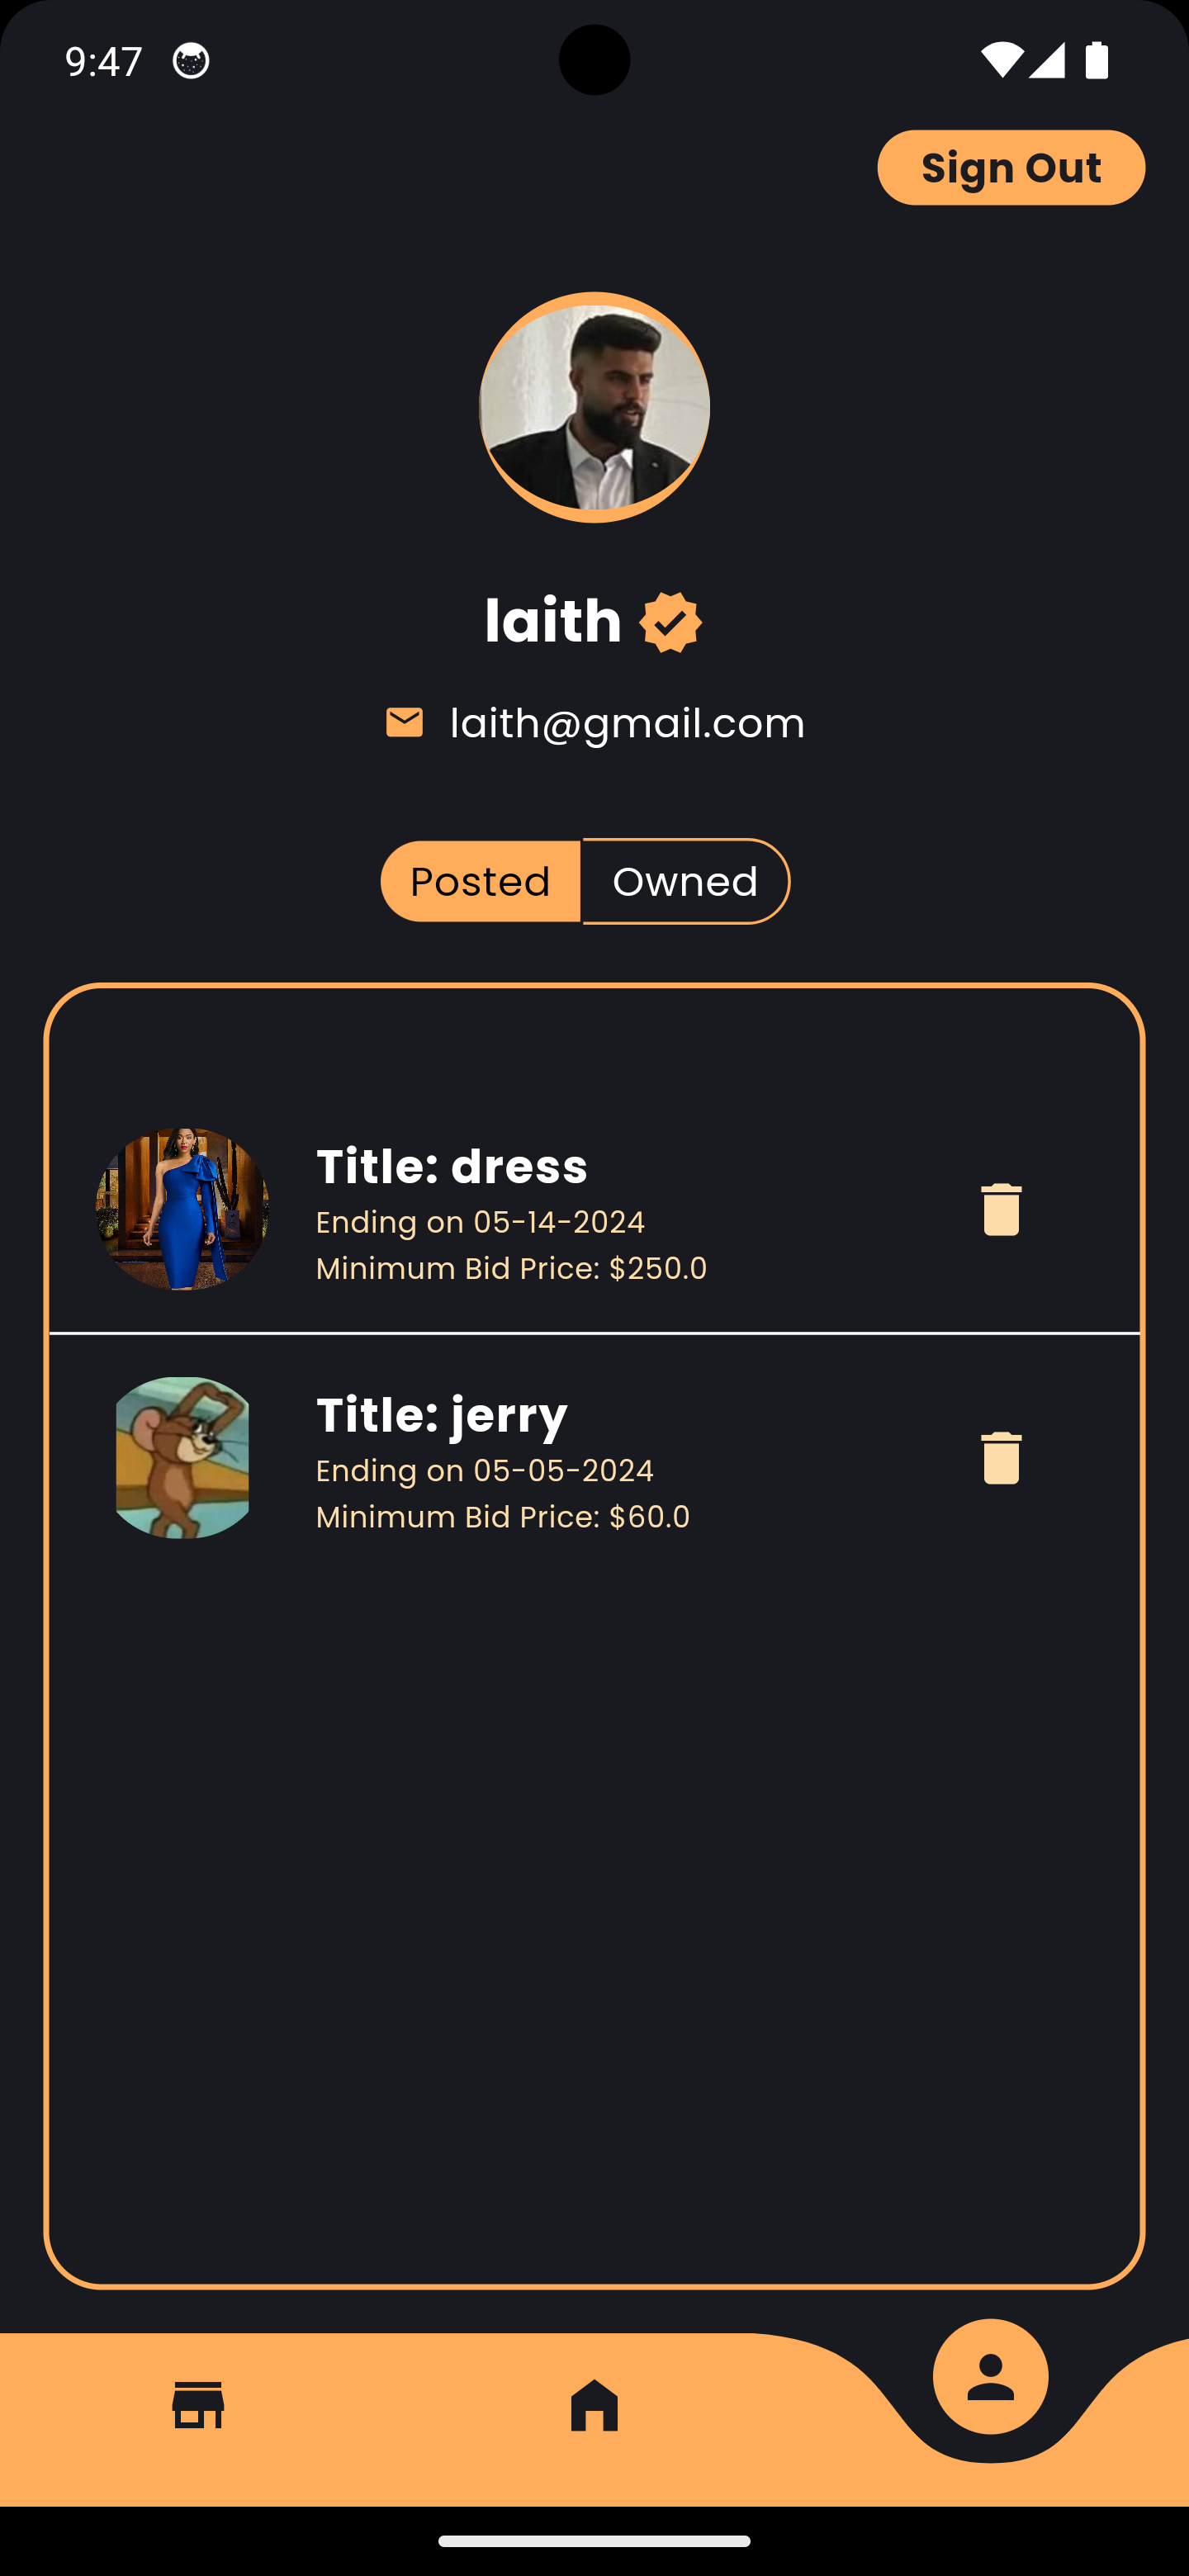 9:47
Sign Out
laith
laith@gmail.com
Posted Owned
Title: dress
Ending on 05-14-2024
Minimum Bid Price: $250.0
Title: jerry
Ending on 05-05-2024
Minimum Bid Price: $60.0